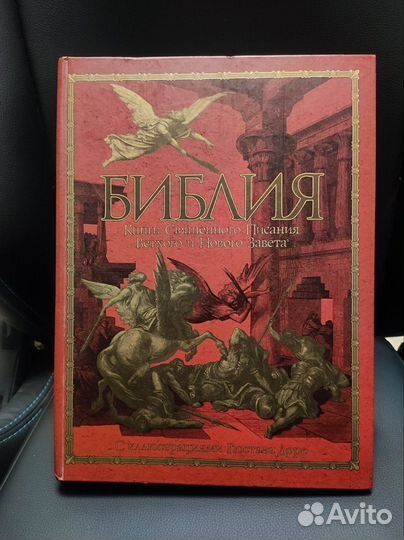 БИБЛИЯ
Книги Священного Писания
Ветхого и Нового Завета
С иллюстрациями Гюстава Доре
Avito